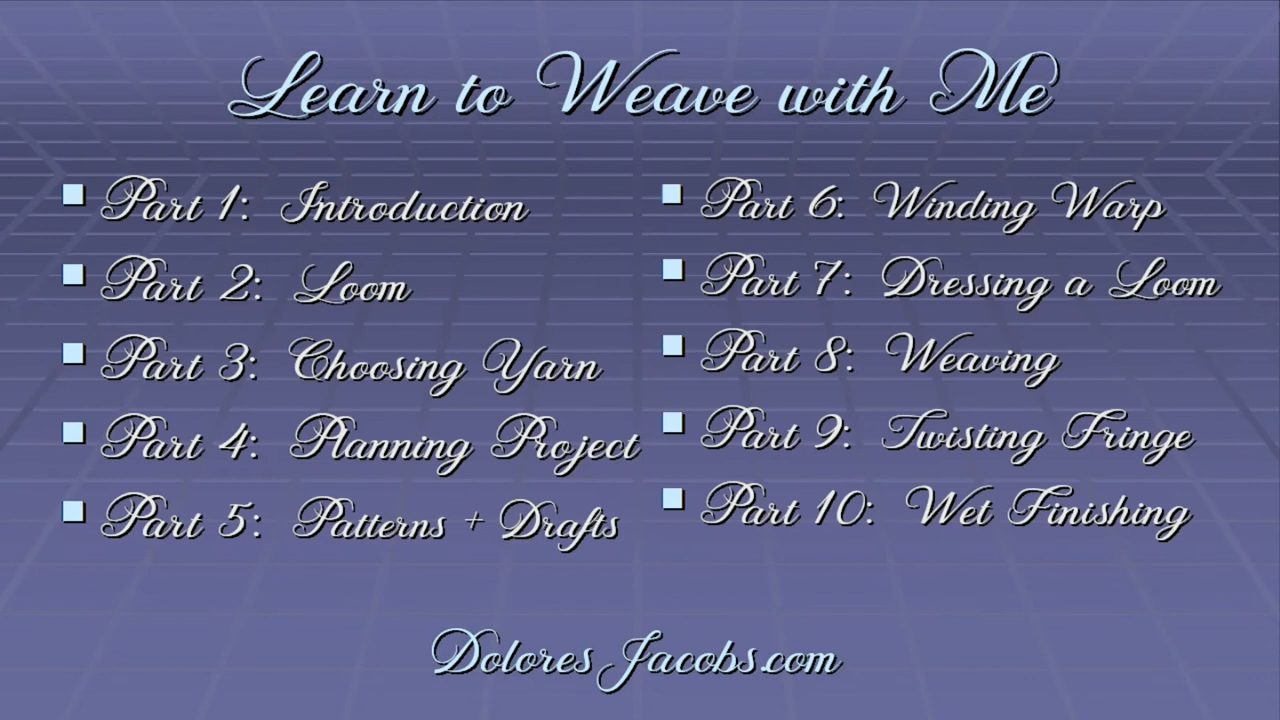 Learn to Weave with Me
Part 1: Introduction
Part 2: Loom
Part 3: Choosing Yarn
Part 4: Planning Project
Part 5: Patterns + Drafts
Part 6: Winding Warp
Part 7: Dressing a Loom
Part 8: Weaving
Part 9: Twisting Fringe
Part 10: Wet Finishing
DoloresJacobs.com